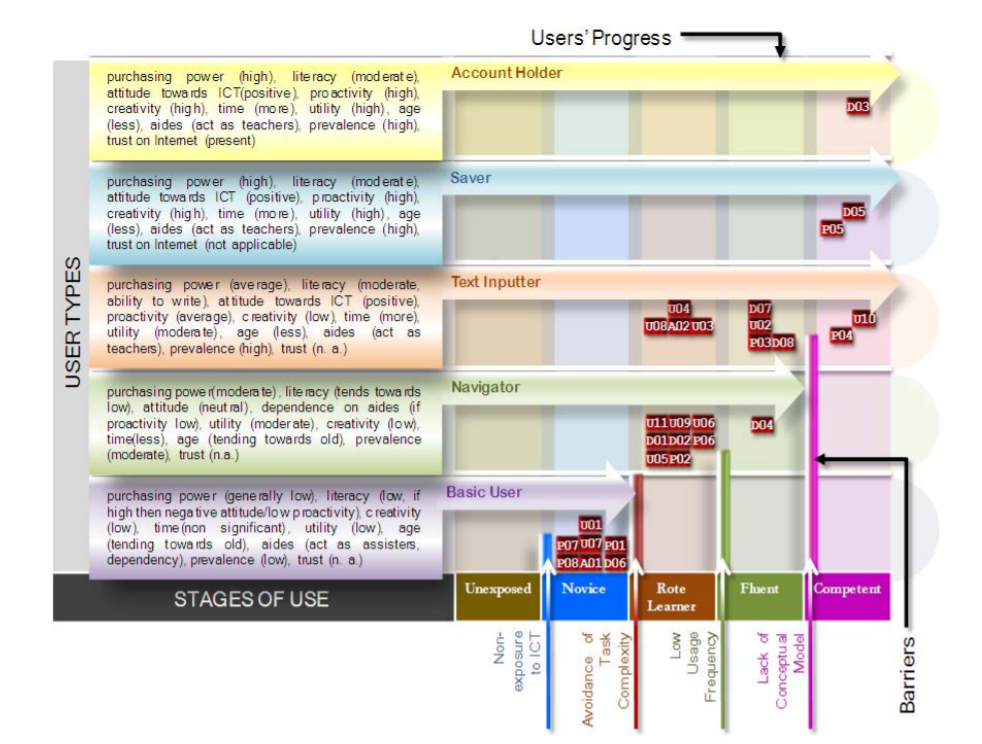 Users' Progress
USER TYPES
purchasing power (high), literacy (moderate),
attitude towards ICT(positive), proactivity (high),
creativity (high), time (more), utility (high), age
(less), aides (act as teachers), prevalence (high),
trust on Internet (present)
Account Holder
D03
purchasing power (high), literacy (moderate),
attitude towards ICT (positive), proactivity (high),
creativity (high), time (more), utility (high), age
(less), aides (act as teachers), prevalence (high),
trust on Internet (not applicable)
Saver
D05
P05
purchasing power (average), literacy (moderate,
ability to write), attitude towards ICT (positive),
proactivity (average), creativity (low), time (more),
utility (moderate), age (less), aides (act as
teachers), prevalence (high), trust (n. a.)
Text Inputter
U04
U08 A02 U03
D07
U02
P03 D08
U10
P04
purchasing power(moderate), literacy (tends towards
low), attitude (neutral), dependence on aides (if
proactivity low), utility (moderate), creativity (low),
time(less), age (tending towards old), prevalence
(moderate), trust (n.a.)
Navigator
U11 U09 U06
D01 D02 P06
U05 P02
D04
purchasing power (generally low), literacy (low, if
high then negative attitude/low proactivity), creativity
(low), time(non significant), utility (low), age
(tending towards old), aides (act as assisters,
dependency), prevalence (low), trust (n. a.)
Basic User
U01
P07 U07 P01
P08 A01 D06
STAGES OF USE
Unexposed
Novice
Rote
Learner
Fluent
Competent
Non-
exposure
to ICT
Avoidance of
Task
Complexity
Low
Usage
Frequency
Lack of
Conceptual
Model
Barriers